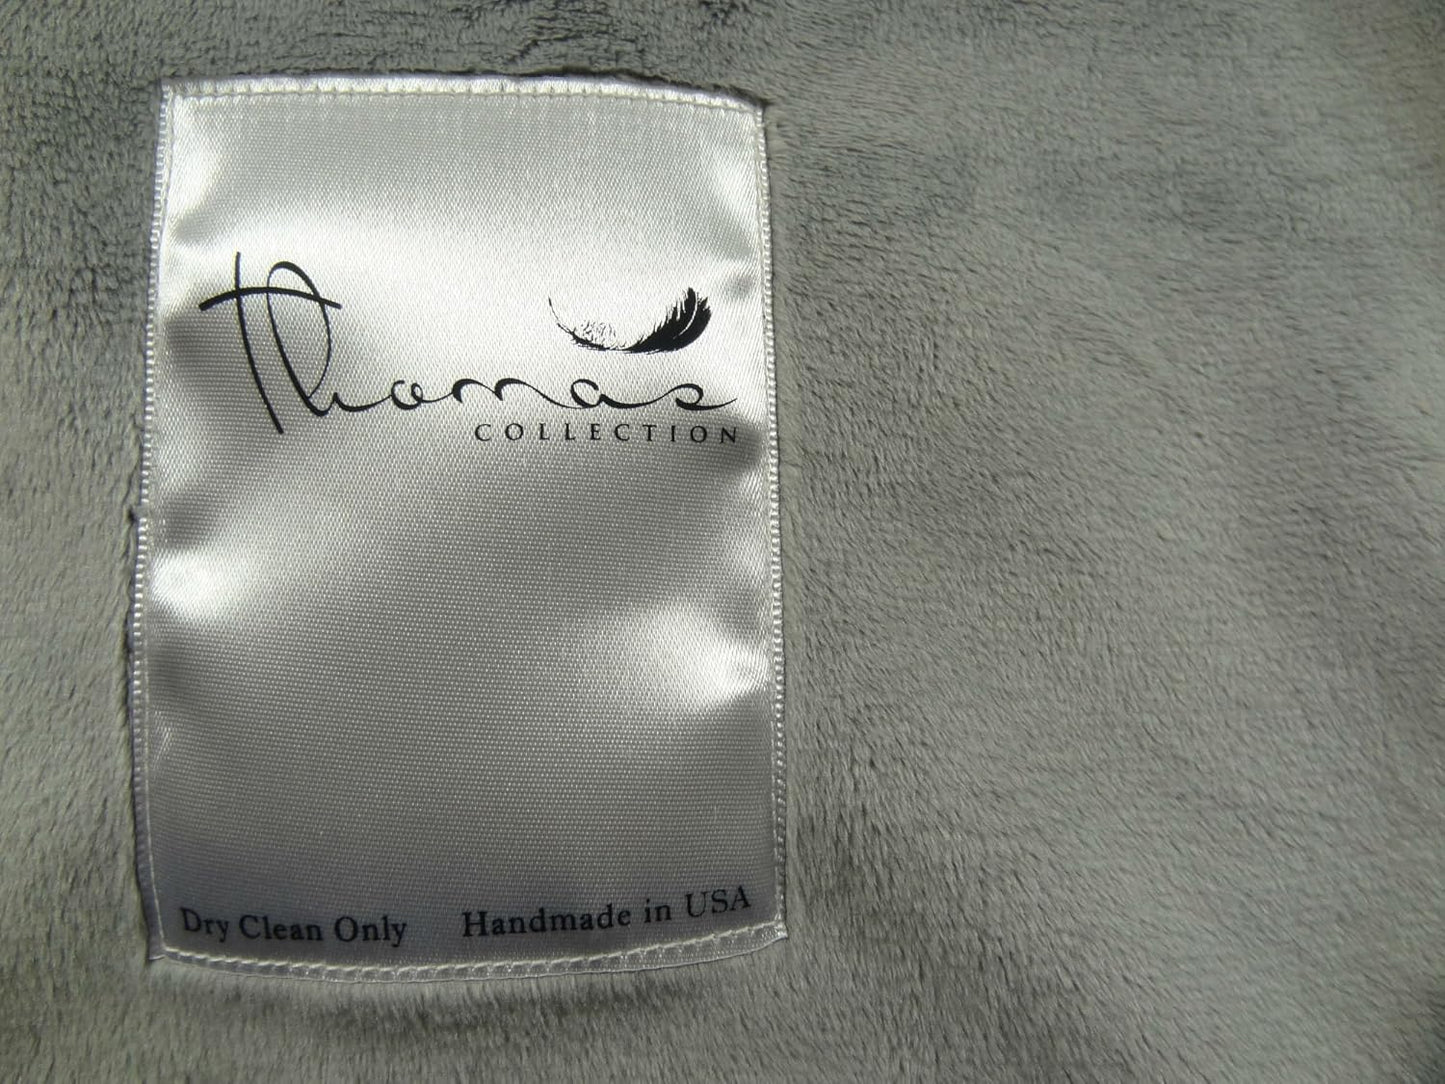 Thomas
COLLECTION
Dry Clean Only Handmade in USA